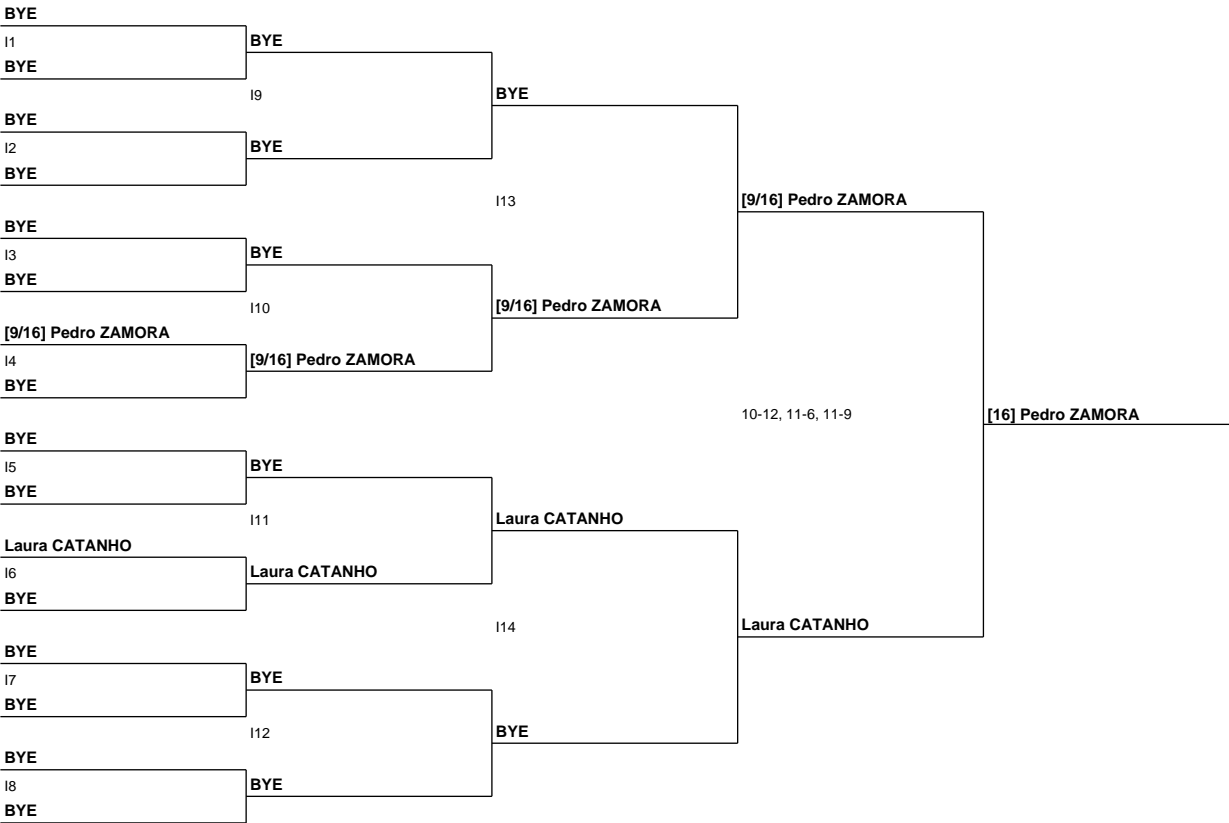 BYE
I1
BYE
BYE
I9
BYE
BYE
I2
BYE
BYE
I13
[9/16] Pedro ZAMORA
BYE
I3
BYE
BYE
I10
[9/16] Pedro ZAMORA
[9/16] Pedro ZAMORA
I4
[9/16] Pedro ZAMORA
BYE
10-12, 11-6, 11-9
[16] Pedro ZAMORA
BYE
I5
BYE
BYE
I11
Laura CATANHO
Laura CATANHO
I6
Laura CATANHO
BYE
I14
Laura CATANHO
BYE
I7
BYE
BYE
I12
BYE
BYE
I8
BYE
BYE